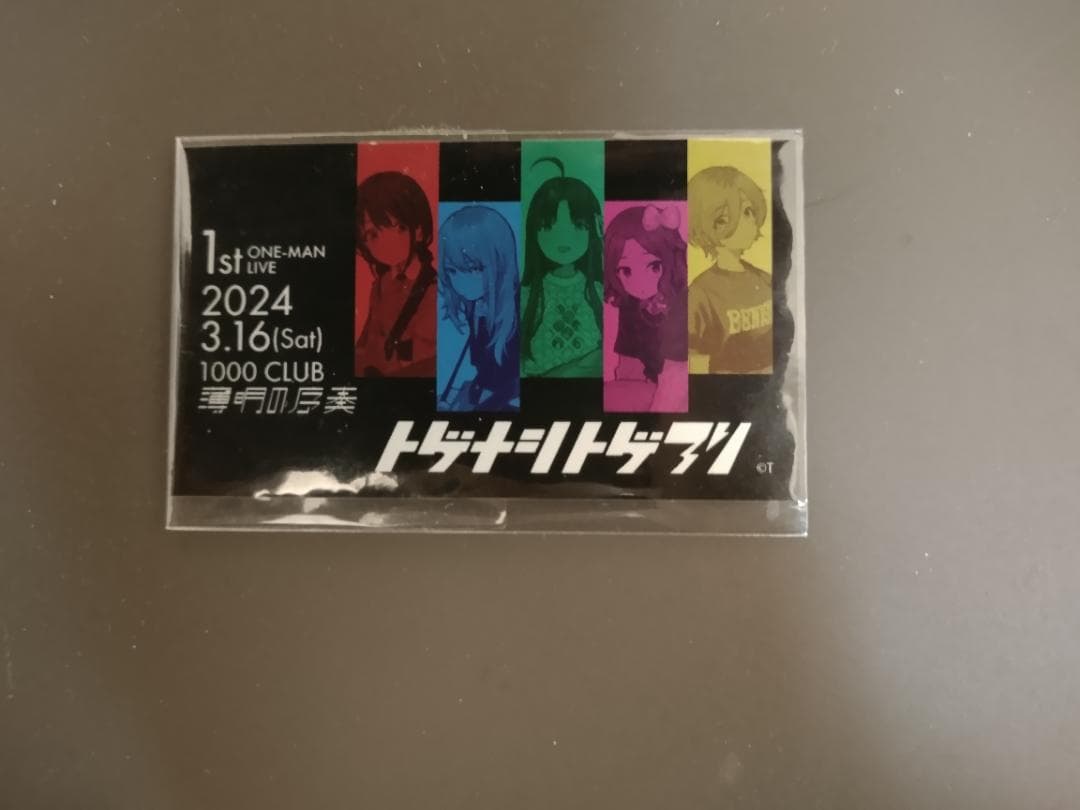 1st ONE-MAN LIVE
2024
3.16(Sat)
1000 CLUB
薄明の序奏
トゲナシトゲアリ
©T